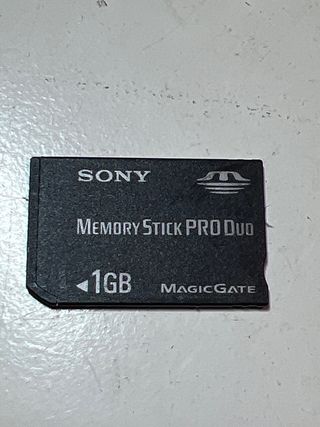 SONY
MEMORY STICK PRO DUO
◄1GB MAGICGATE